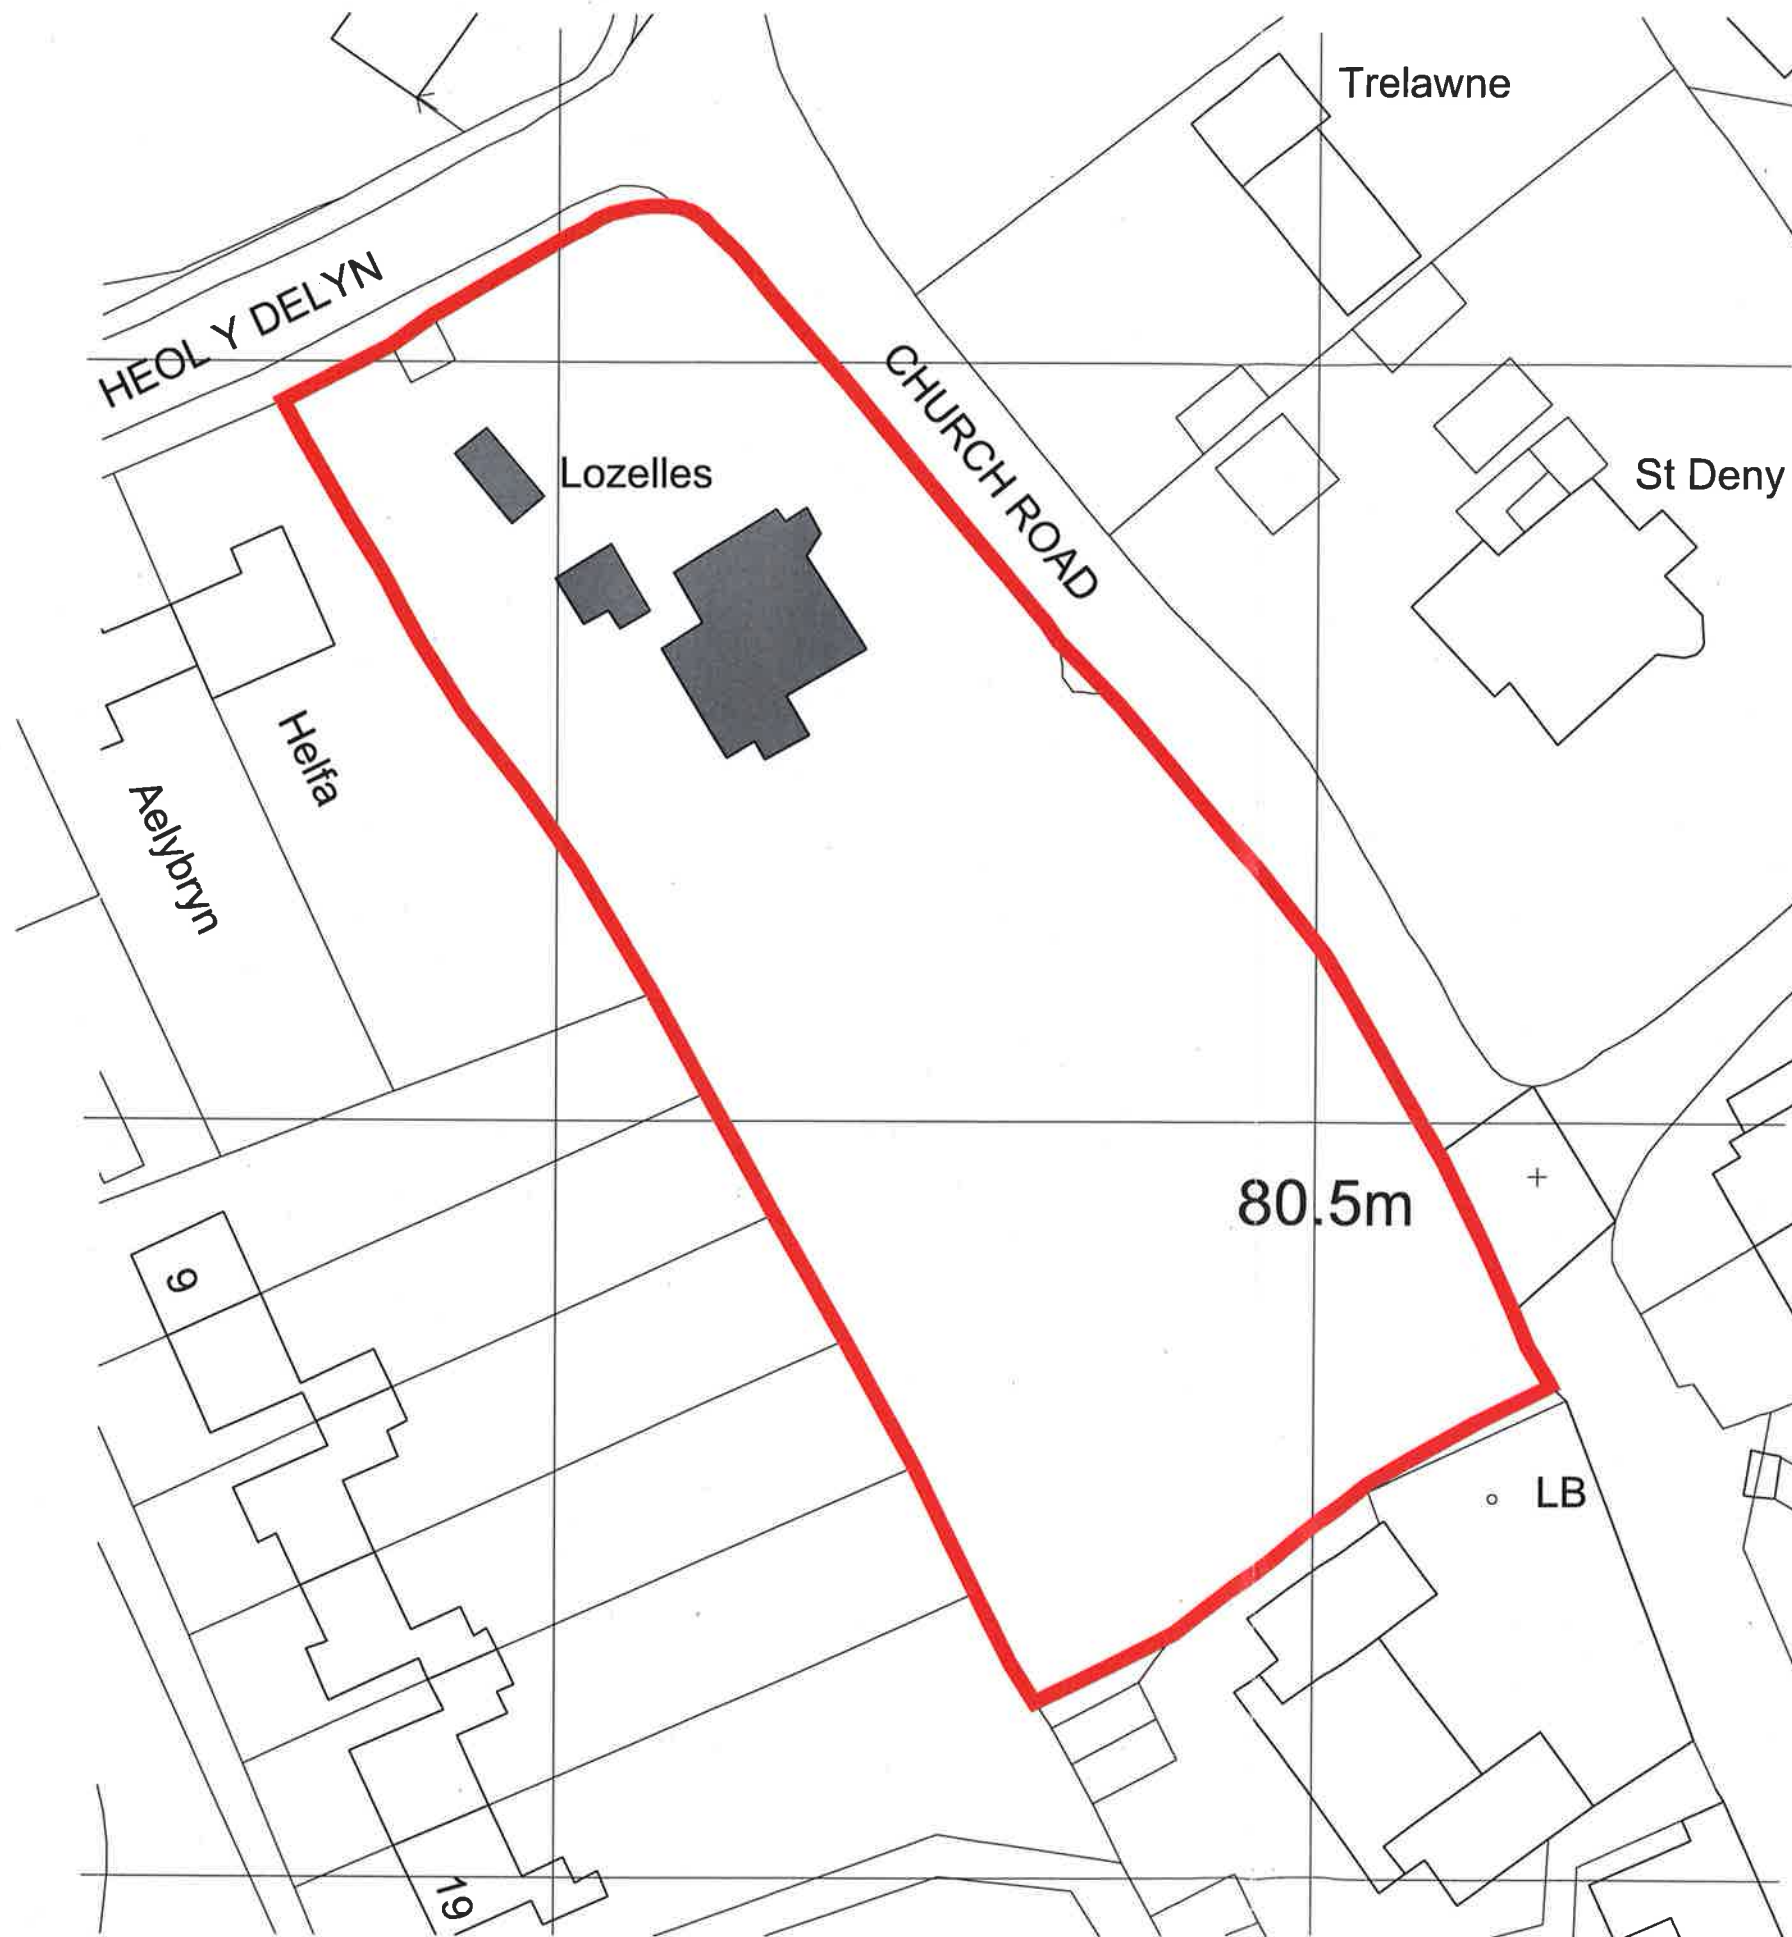 Trelawne
HEOL Y DELYN
CHURCH ROAD
Lozelles
St Deny
Helfa
Aelybryn
80.5m
9
LB
19